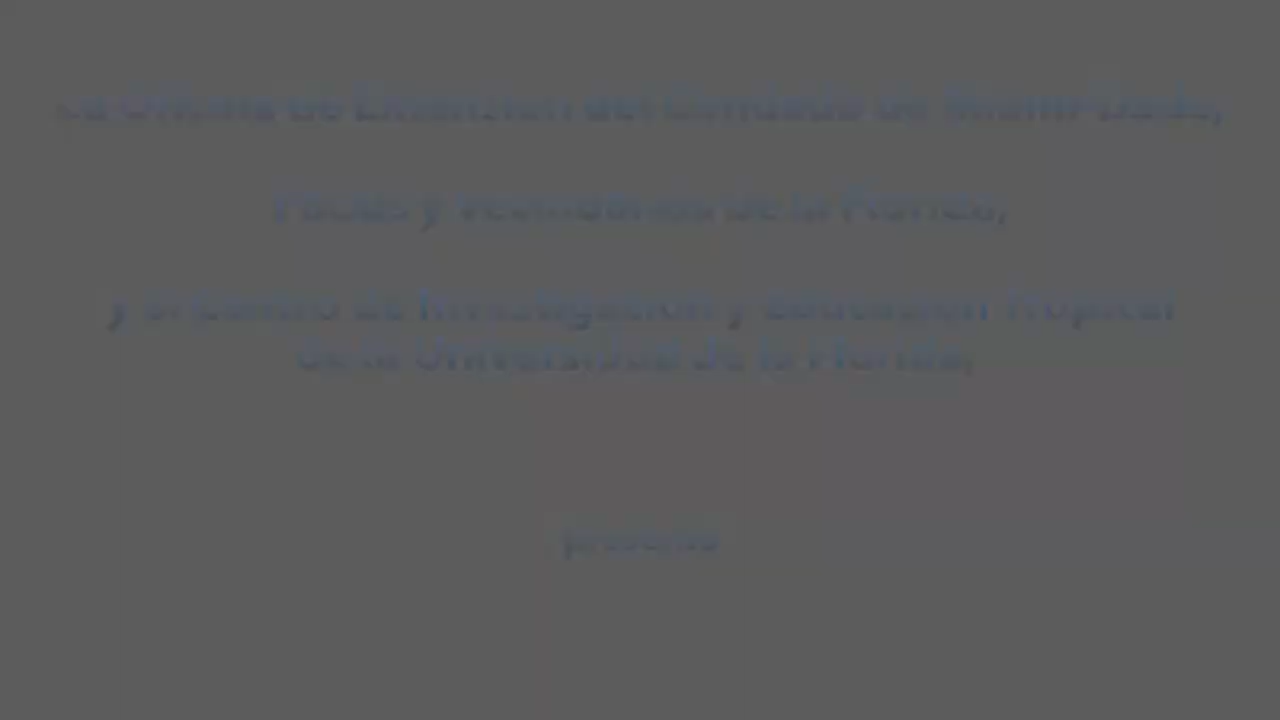 La Oficina de Extensión del Condado de Miami-Dade,
y Vecindarios de la Florida,
y el Centro de Investigación y Educación Tropical
de la Universidad de la Florida,
presenta